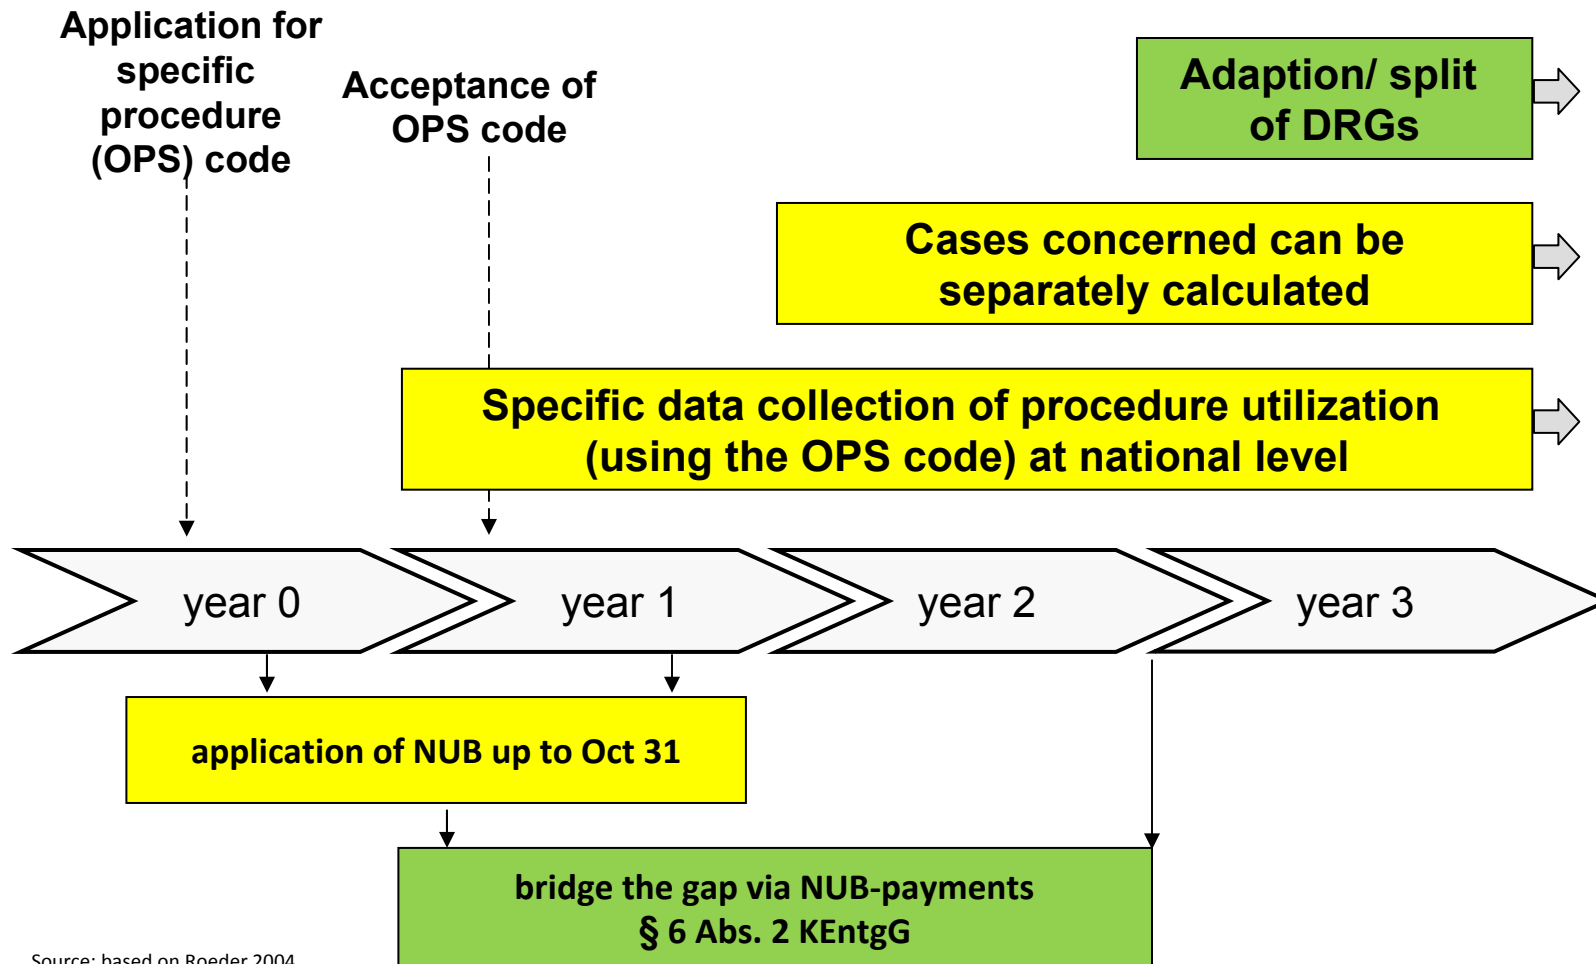 Application for
specific
procedure
(OPS) code
Acceptance of
OPS code
Adaption/ split
of DRGs
Cases concerned can be
separately calculated
Specific data collection of procedure utilization
(using the OPS code) at national level
year 0
year 1
year 2
year 3
application of NUB up to Oct 31
bridge the gap via NUB-payments
§ 6 Abs. 2 KEntgG
Source: based on Roeder 2004